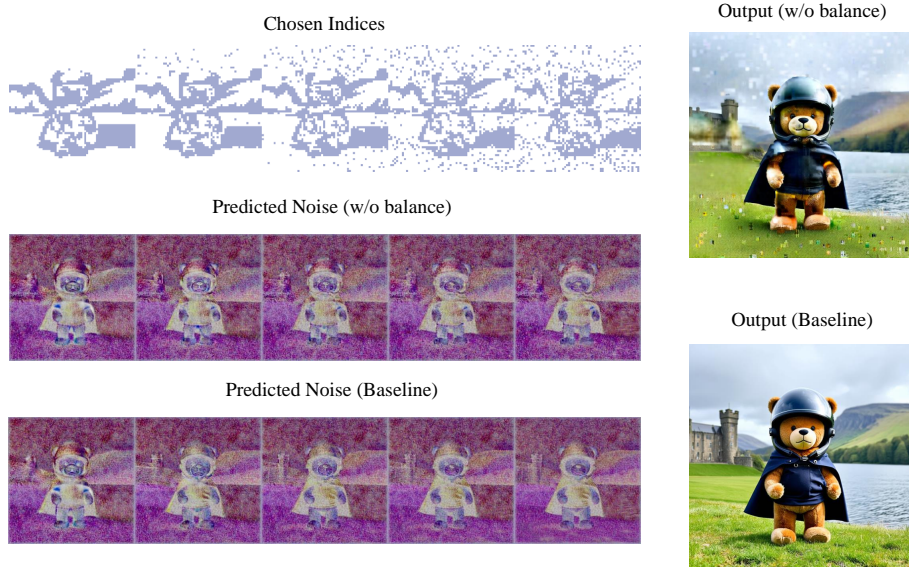 Chosen Indices
Output (w/o balance)
Predicted Noise (w/o balance)
Output (Baseline)
Predicted Noise (Baseline)